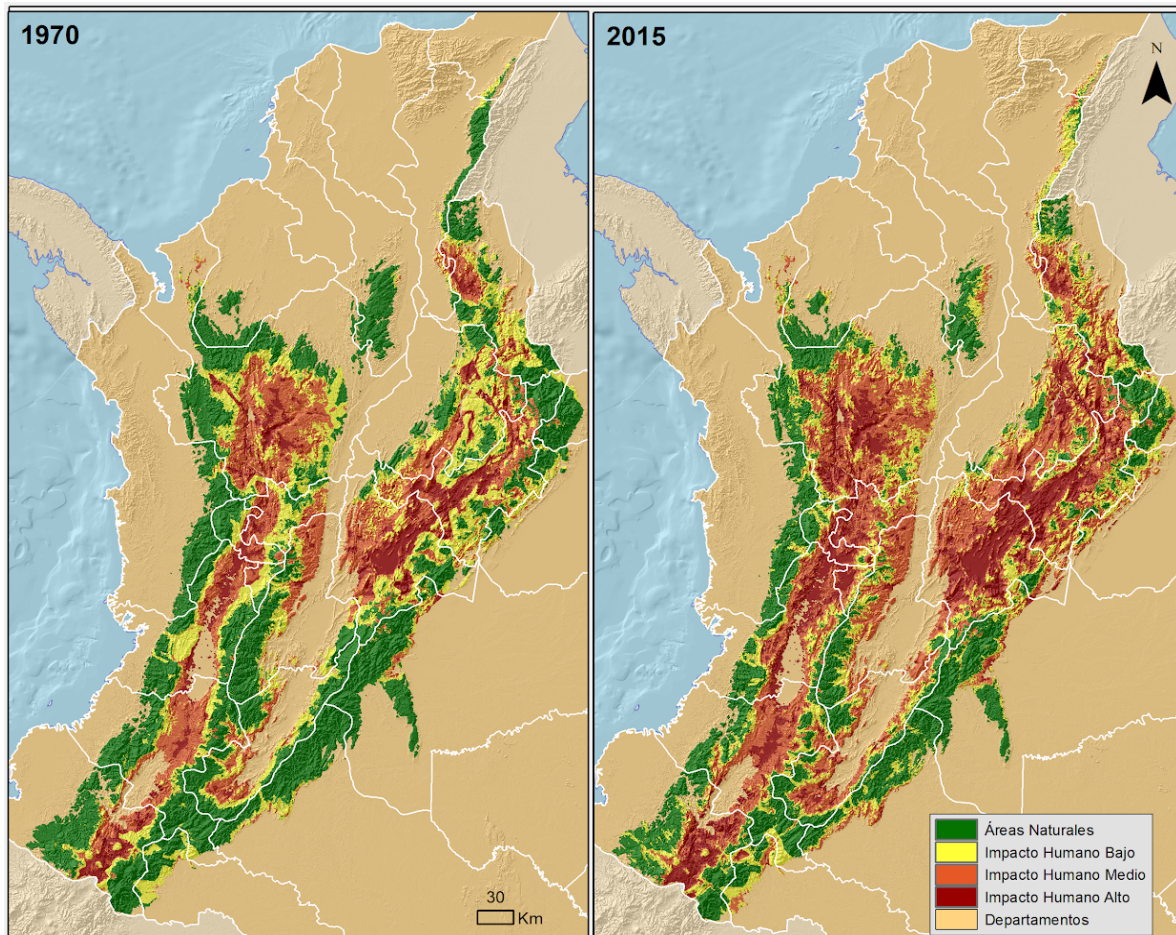 1970
2015
N
30
Km
Áreas Naturales
Impacto Humano Bajo
Impacto Humano Medio
Impacto Humano Alto
Departamentos